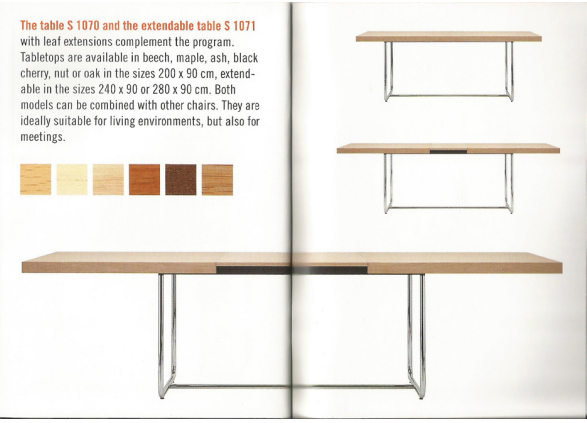 The table S 1070 and the extendable table S 1071
with leaf extensions complement the program.
Tabletops are available in beech, maple, ash, black
cherry, nut or oak in the sizes 200 x 90 cm, extend-
able in the sizes 240 x 90 or 280 x 90 cm. Both
models can be combined with other chairs. They are
ideally suitable for living environments, but also for
meetings.